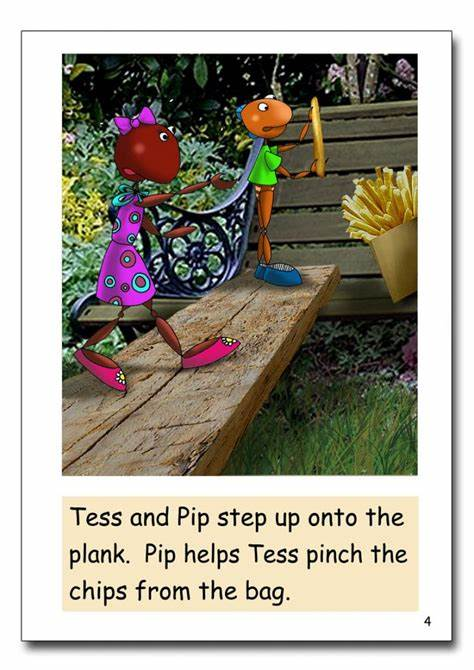 Tess and Pip step up onto the
plank.  Pip helps Tess pinch the
chips from the bag.
4